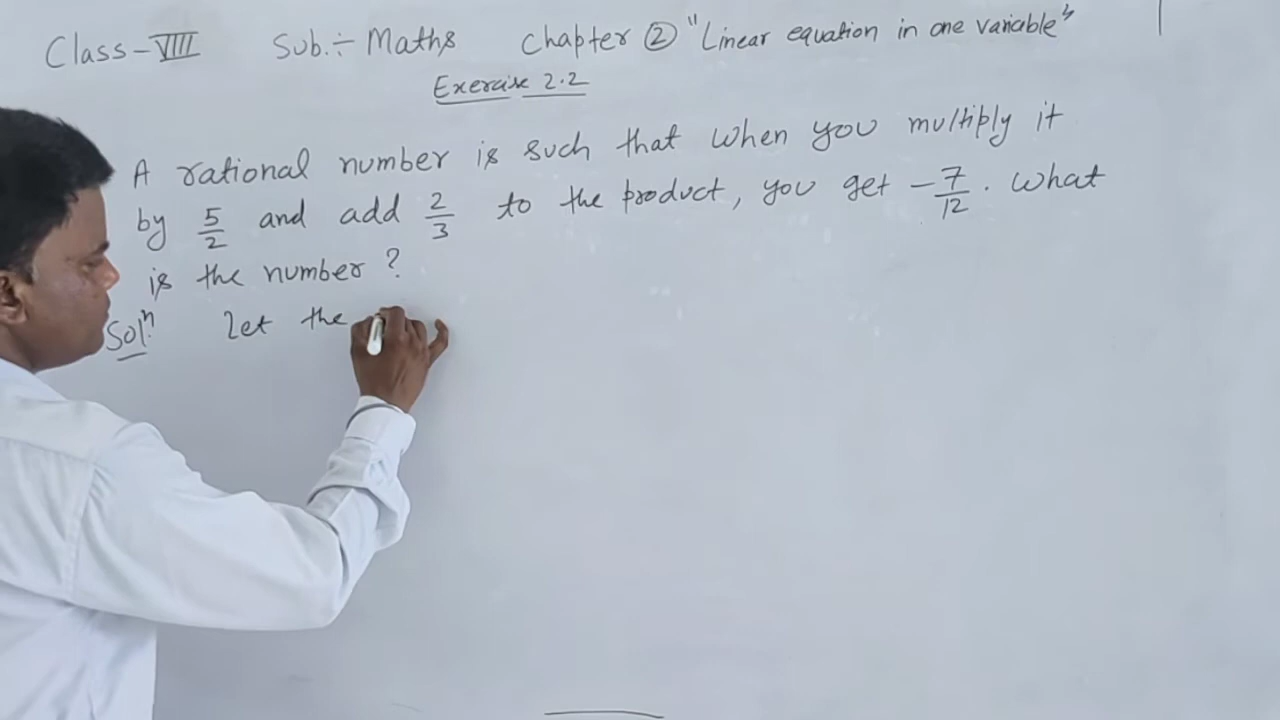 Class-VIII Sub.÷ Maths Chapter ② "Linear equation in one variable"
Exercise 2.2
A rational number is such that when you multiply it
by 5/2 and add 2/3 to the product, you get -7/12. What
is the number?
Solⁿ. Let the